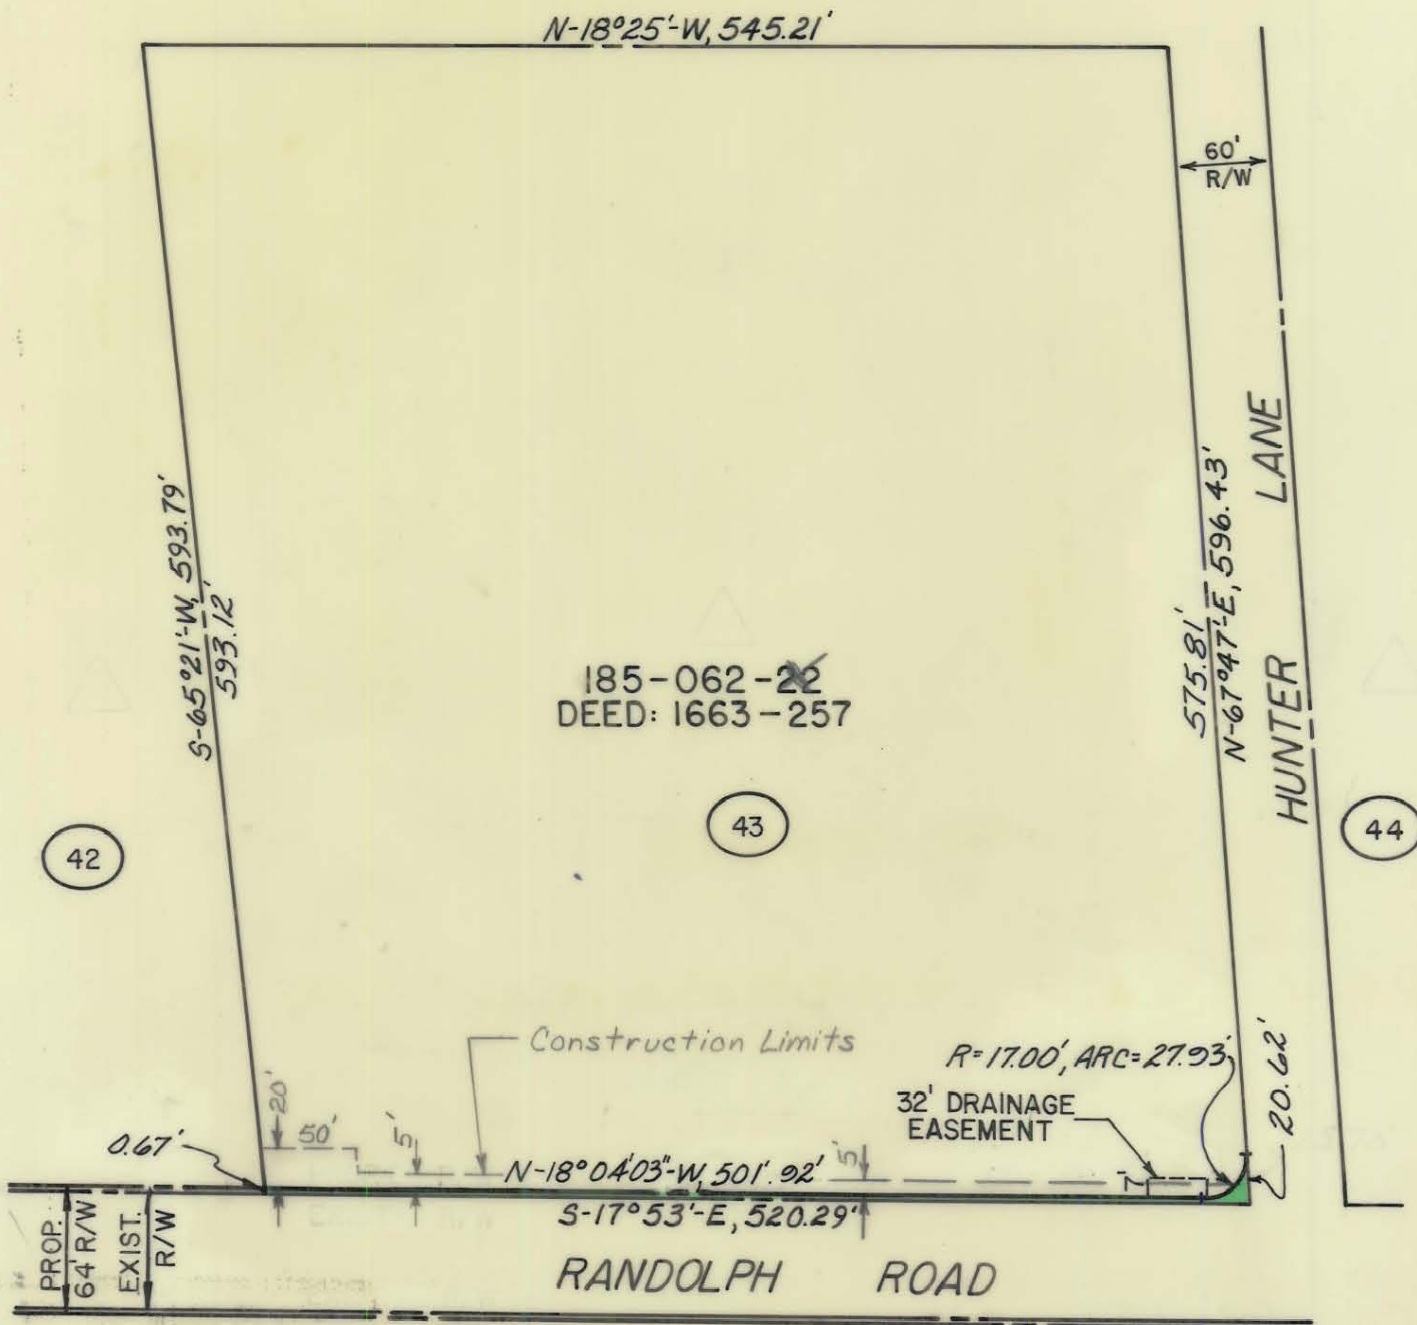 N-18°25'-W, 545.21'
60'
R/W
S-65°21'-W, 593.79'
593.12'
575.81'
N-67°47'-E, 596.43'
HUNTER LANE
185-062-22
DEED: 1663-257
42
43
44
Construction Limits
R=17.00', ARC=27.93'
32' DRAINAGE
EASEMENT
20.62'
20'
50'
5'
5'
7'
0.67'
N-18°04'03"-W, 501'.92'
S-17°53'-E, 520.29'
PROP.
64' R/W
EXIST.
R/W
RANDOLPH ROAD